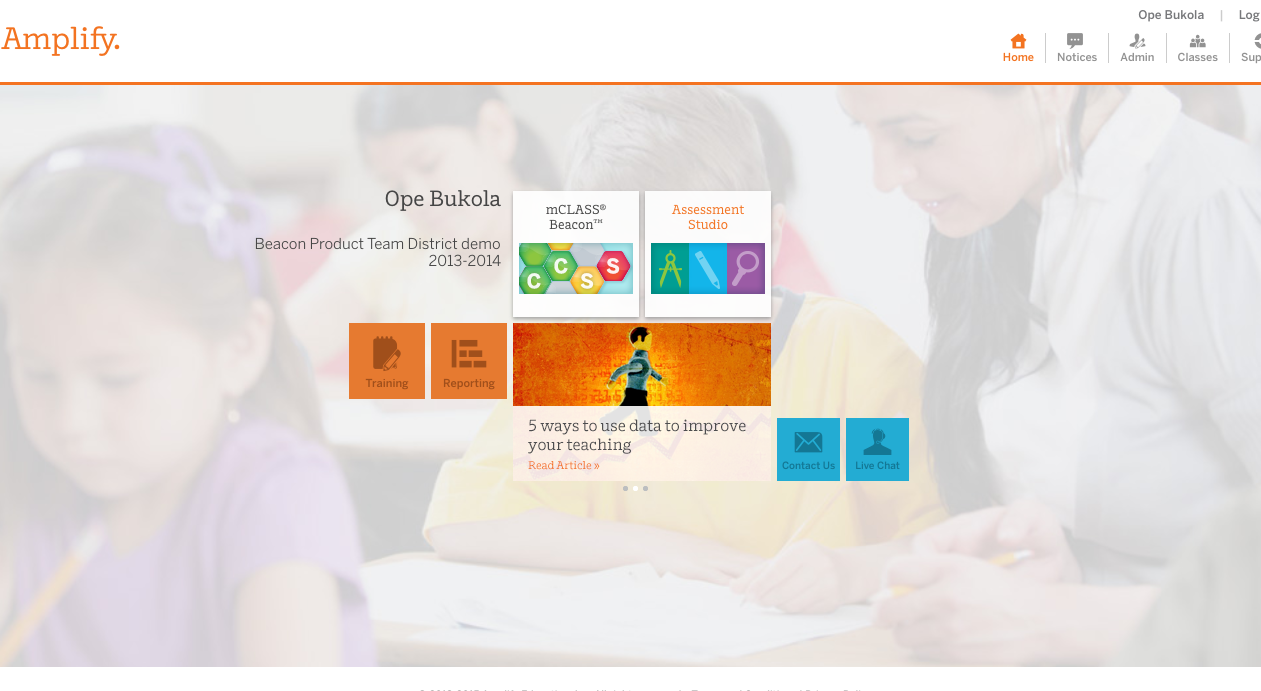 Ope Bukola | Log
Amplify.
Home
Notices
Admin
Classes
Ope Bukola
Beacon Product Team District demo
2013-2014
mCLASS®
Beacon™
C C S S
Assessment
Studio
Training
Reporting
5 ways to use data to improve
your teaching
Read Article »
Contact Us
Live Chat